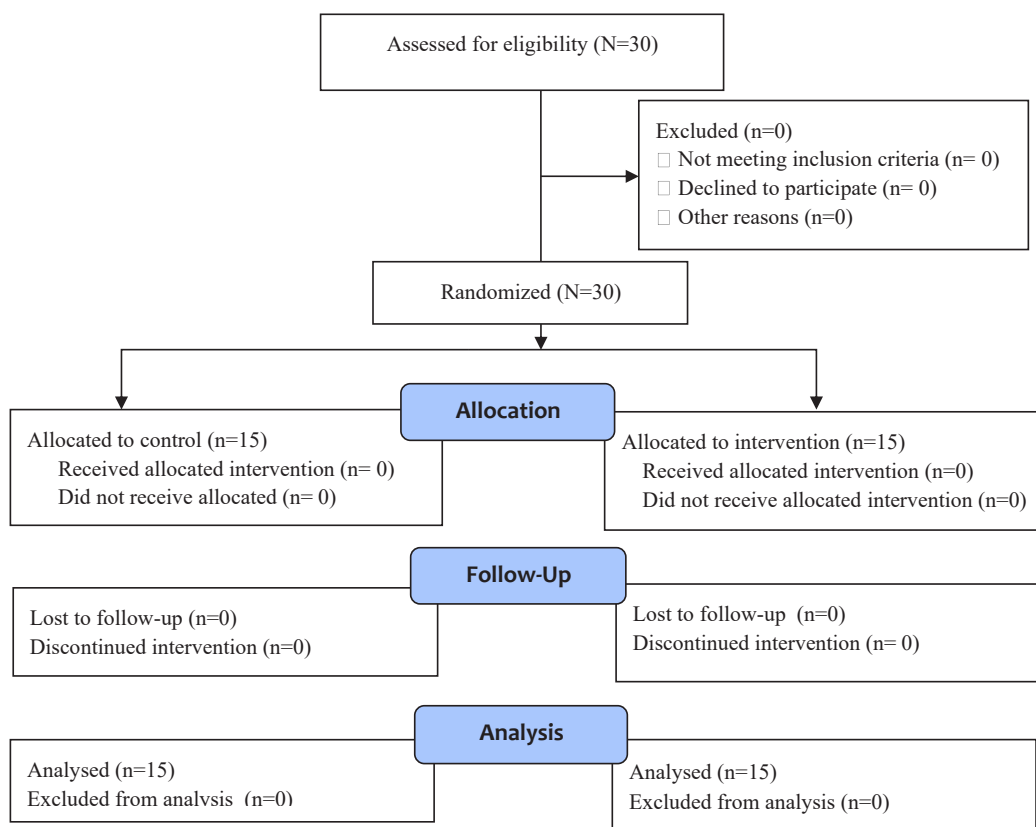 Assessed for eligibility (N=30)
Excluded (n=0)
□ Not meeting inclusion criteria (n= 0)
□ Declined to participate (n= 0)
□ Other reasons (n=0)
Randomized (N=30)
Allocation
Allocated to control (n=15)
Received allocated intervention (n= 0)
Did not receive allocated (n= 0)
Allocated to intervention (n=15)
Received allocated intervention (n=0)
Did not receive allocated intervention (n=0)
Follow-Up
Lost to follow-up (n=0)
Discontinued intervention (n=0)
Lost to follow-up (n=0)
Discontinued intervention (n= 0)
Analysis
Analysed (n=15)
Excluded from analysis (n=0)
Analysed (n=15)
Excluded from analysis (n=0)